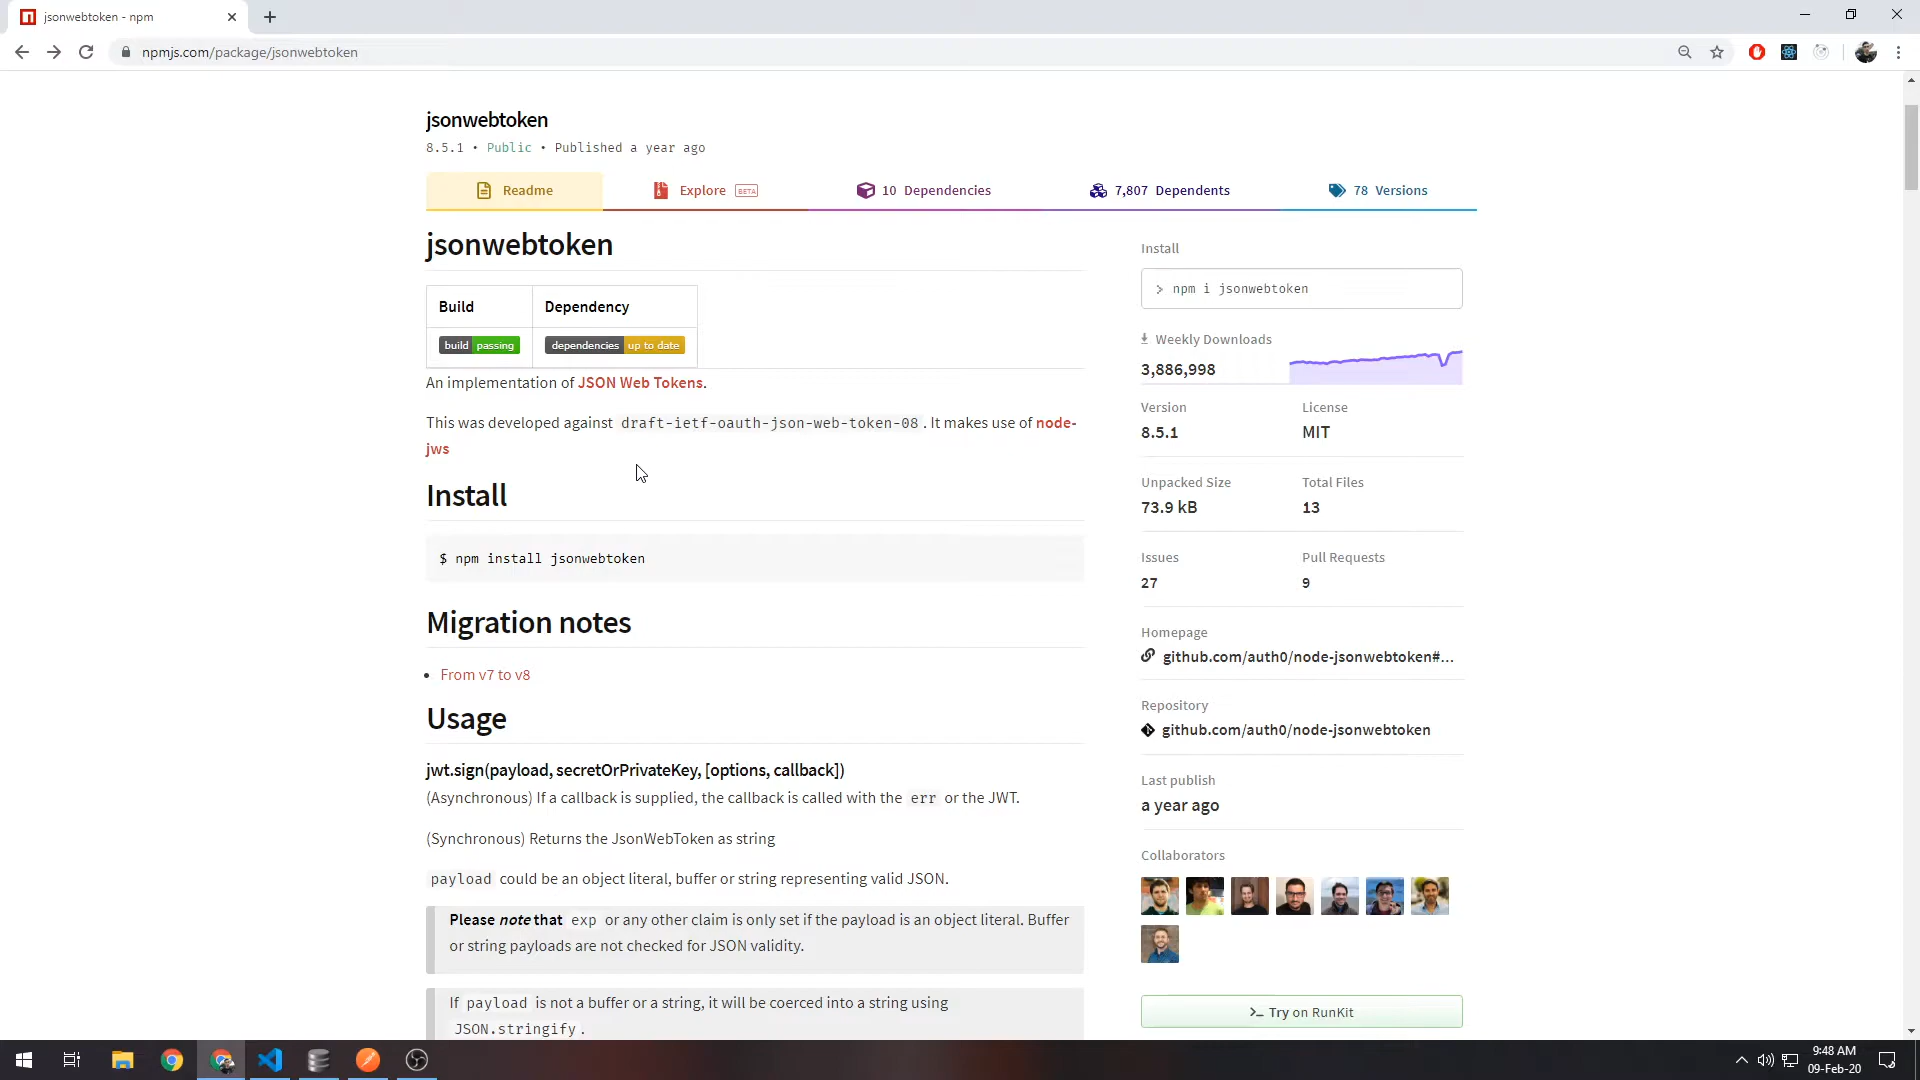 jsonwebtoken - npm
npmjs.com/package/jsonwebtoken
jsonwebtoken
8.5.1 • Public • Published a year ago
Readme
Explore BETA
10 Dependencies
7,807 Dependents
78 Versions
jsonwebtoken
Build Dependency
build passing dependencies up to date
An implementation of JSON Web Tokens.
This was developed against draft-ietf-oauth-json-web-token-08. It makes use of node-
jws
Install
$ npm install jsonwebtoken
Migration notes
• From v7 to v8
Usage
jwt.sign(payload, secretOrPrivateKey, [options, callback])
(Asynchronous) If a callback is supplied, the callback is called with the err or the JWT.
(Synchronous) Returns the JsonWebToken as string
payload could be an object literal, buffer or string representing valid JSON.
Please note that exp or any other claim is only set if the payload is an object literal. Buffer
or string payloads are not checked for JSON validity.
If payload is not a buffer or a string, it will be coerced into a string using
JSON.stringify.
Install
> npm i jsonwebtoken
Weekly Downloads
3,886,998
Version License
8.5.1 MIT
Unpacked Size Total Files
73.9 kB 13
Issues Pull Requests
27 9
Homepage
github.com/auth0/node-jsonwebtoken#...
Repository
github.com/auth0/node-jsonwebtoken
Last publish
a year ago
Collaborators
>_ Try on RunKit
9:48 AM
09-Feb-20